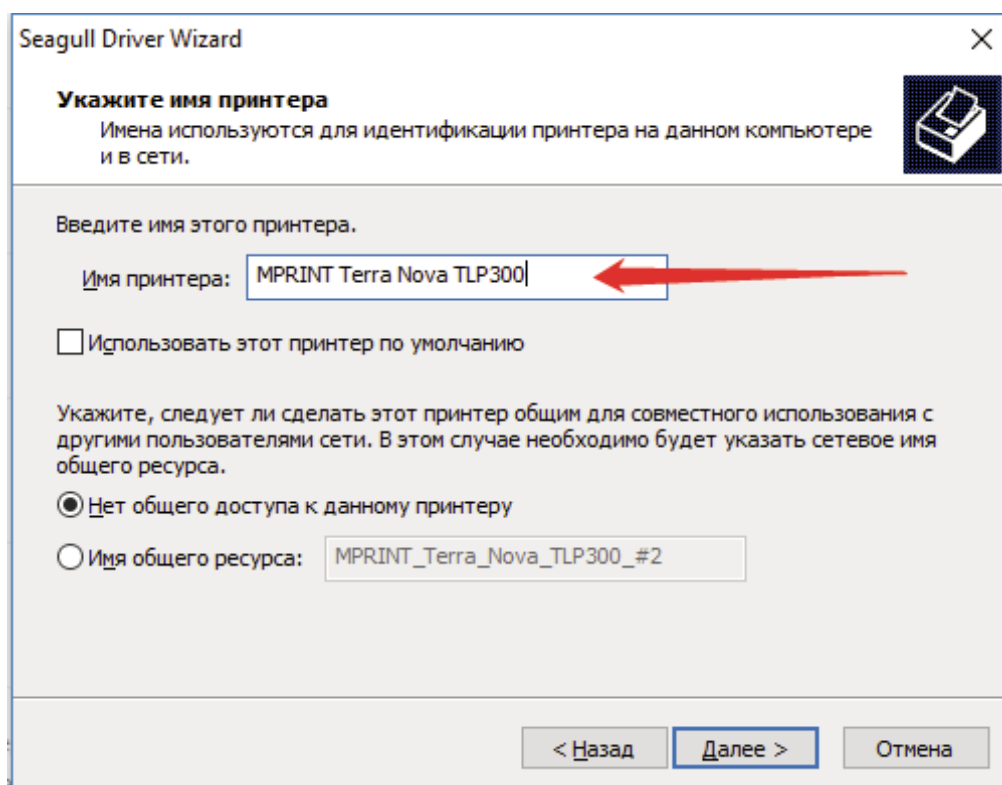 Seagull Driver Wizard
Укажите имя принтера
Имена используются для идентификации принтера на данном компьютере
и в сети.
Введите имя этого принтера.
Имя принтера: MPRINT Terra Nova TLP300
Использовать этот принтер по умолчанию
Укажите, следует ли сделать этот принтер общим для совместного использования с
другими пользователями сети. В этом случае необходимо будет указать сетевое имя
общего ресурса.
Нет общего доступа к данному принтеру
Имя общего ресурса: MPRINT_Terra_Nova_TLP300_#2
< Назад Далее > Отмена